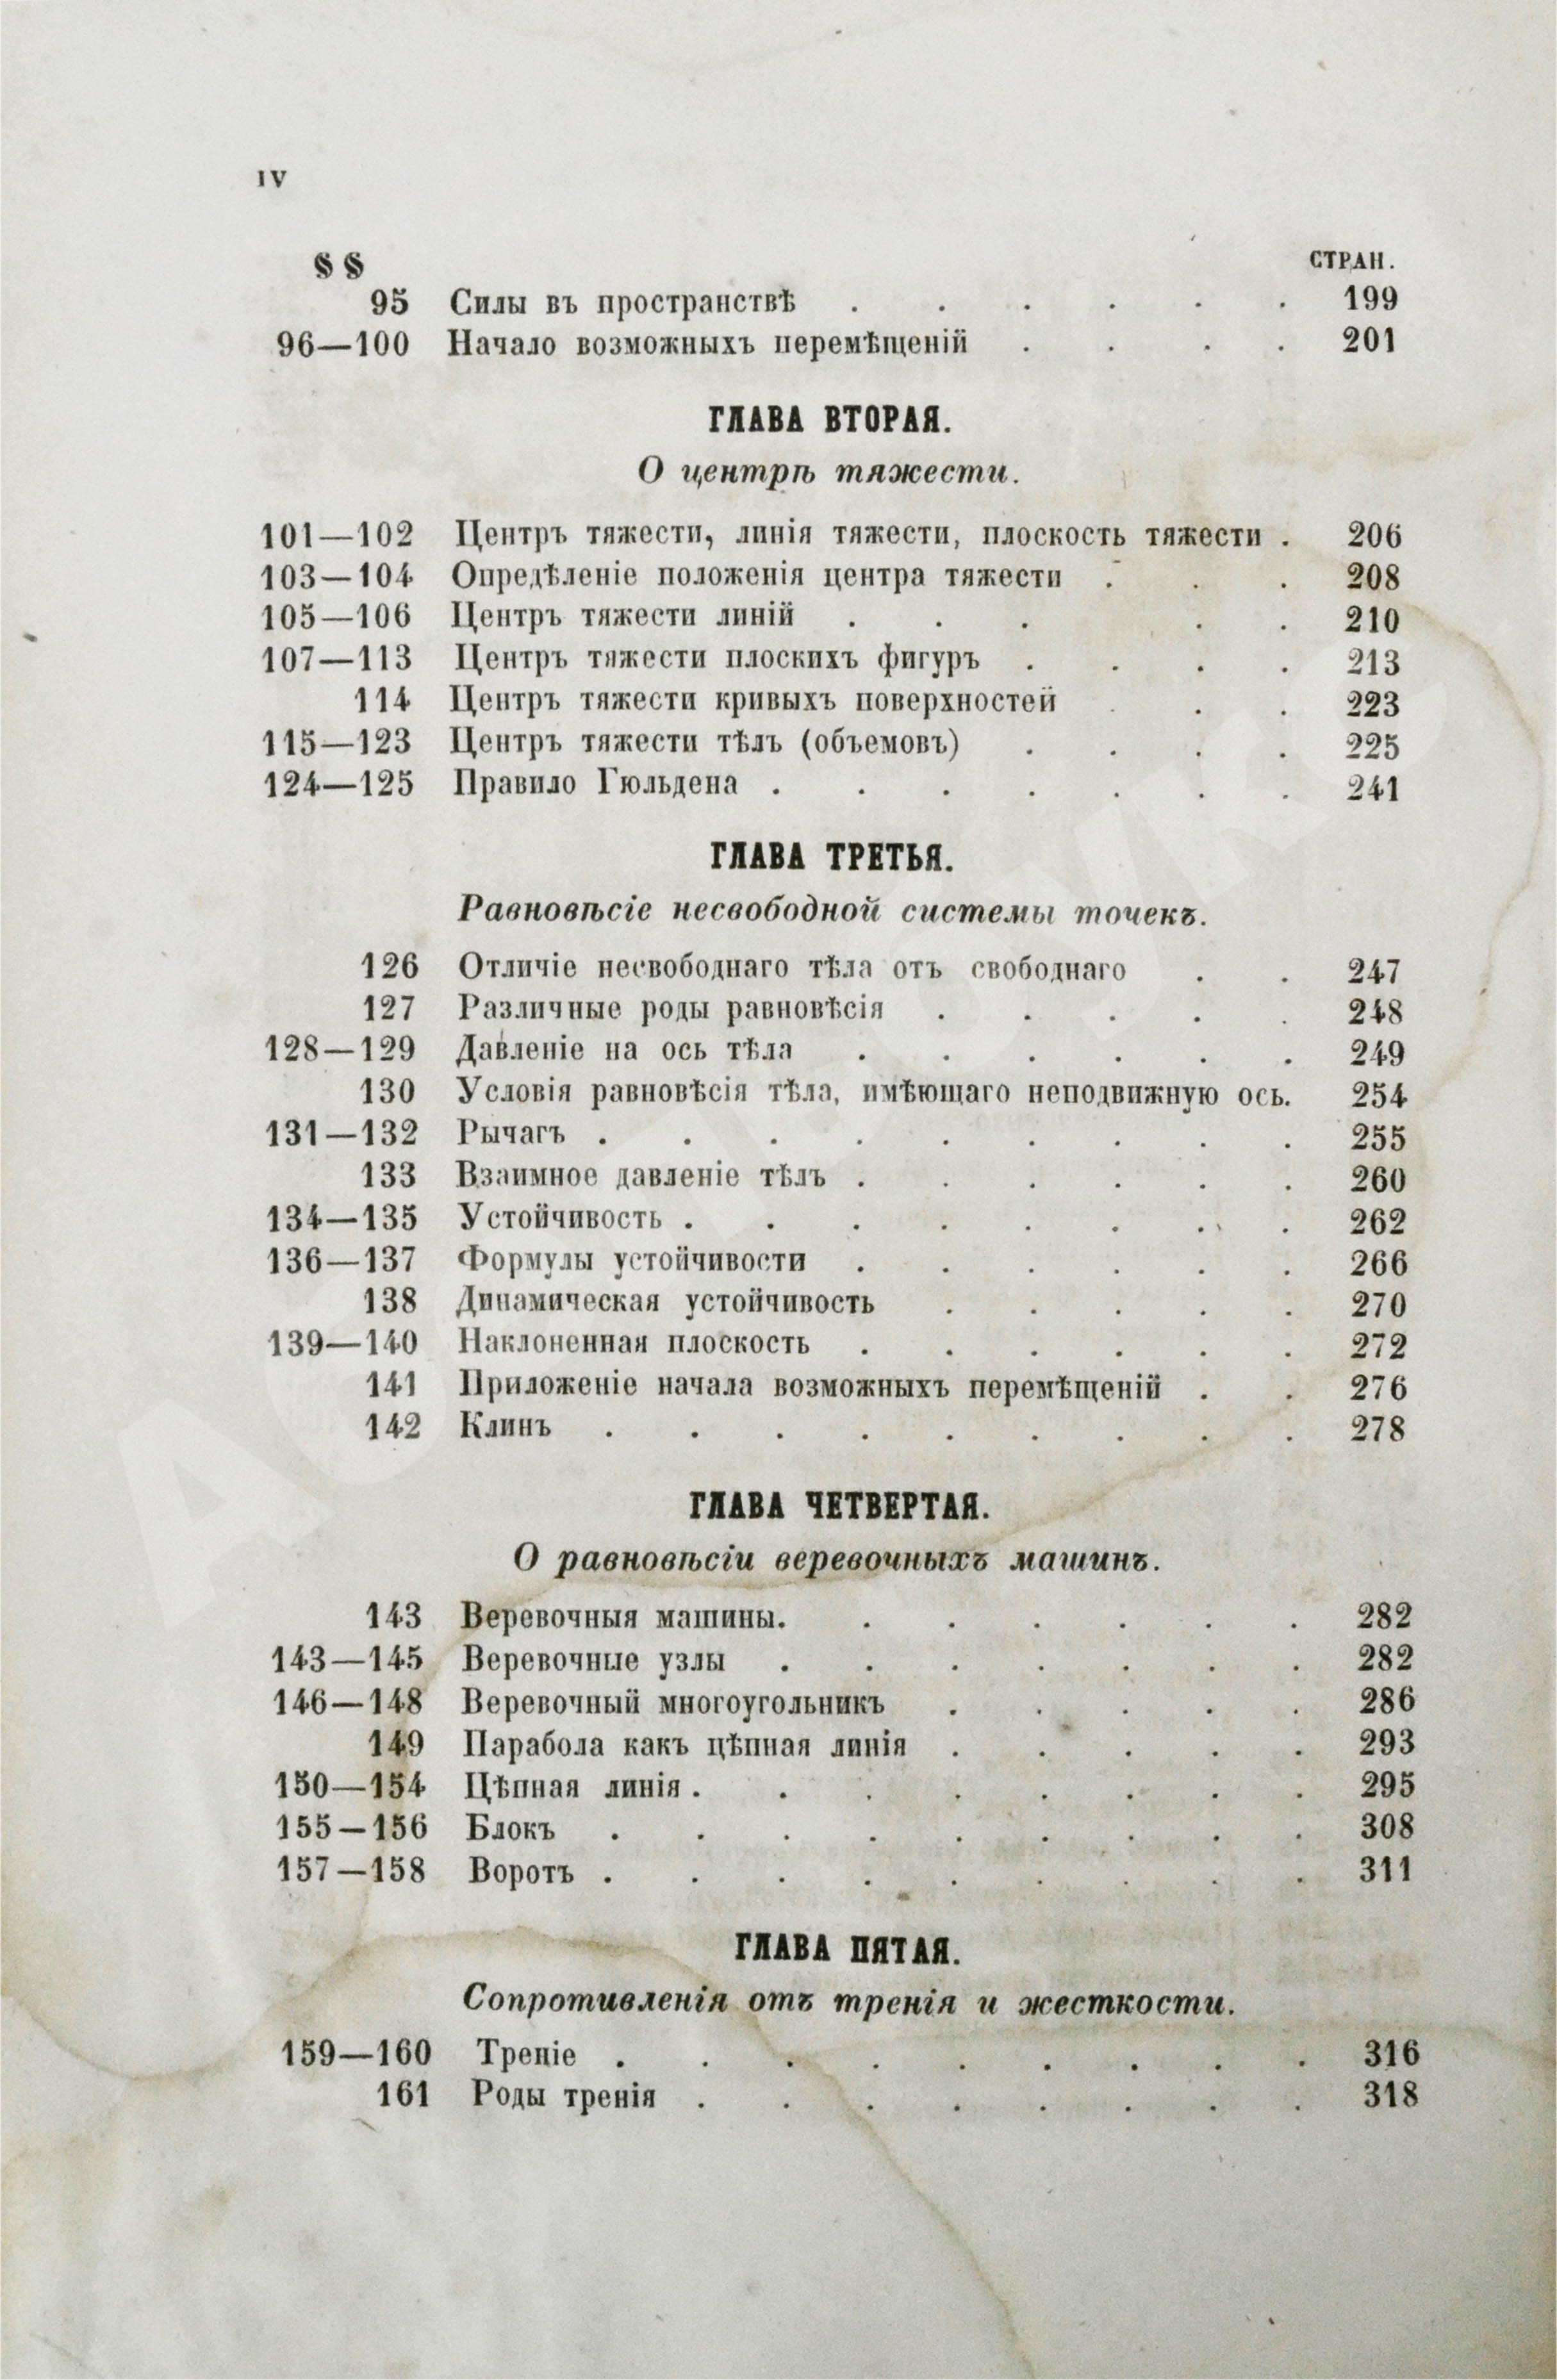 IV
§§ СТРАН.
95 Силы въ пространствѣ . . . . . . 199
96—100 Начало возможныхъ перемѣщеній . . . . 201
ГЛАВА ВТОРАЯ.
О центрѣ тяжести.
101—102 Центръ тяжести, линія тяжести, плоскость тяжести . 206
103—104 Опредѣленіе положенія центра тяжести . . . 208
105—106 Центръ тяжести линій . . . . . 210
107—113 Центръ тяжести плоскихъ фигуръ . . . . 213
114 Центръ тяжести кривыхъ поверхностей . . . 223
115—123 Центръ тяжести тѣлъ (объемовъ) . . . . 225
124—125 Правило Гюльдена . . . . . . . 241
ГЛАВА ТРЕТЬЯ.
Равновѣсіе несвободной системы точекъ.
126 Отличіе несвободнаго тѣла отъ свободнаго . . 247
127 Различные роды равновѣсія . . . . . 248
128—129 Давленіе на ось тѣла . . . . . . 249
130 Условія равновѣсія тѣла, имѣющаго неподвижную ось. 254
131—132 Рычагъ . . . . . . . . . 255
133 Взаимное давленіе тѣлъ . . . . . . 260
134—135 Устойчивость . . . . . . . . 262
136—137 Формулы устойчивости . . . . . . 266
138 Динамическая устойчивость . . . . . 270
139—140 Наклоненная плоскость . . . . . . 272
141 Приложеніе начала возможныхъ перемѣщеній . . 276
142 Клинъ . . . . . . . . . 278
ГЛАВА ЧЕТВЕРТАЯ.
О равновѣсіи веревочныхъ машинъ.
143 Веревочныя машины. . . . . . . 282
143—145 Веревочные узлы . . . . . . . 282
146—148 Веревочный многоугольникъ . . . . . 286
149 Парабола какъ цѣпная линія . . . . . 293
150—154 Цѣпная линія . . . . . . . . 295
155—156 Блокъ . . . . . . . . . 308
157—158 Воротъ . . . . . . . . . 311
ГЛАВА ПЯТАЯ.
Сопротивленія отъ тренія и жесткости.
159—160 Треніе . . . . . . . . . 316
161 Роды тренія . . . . . . . . 318